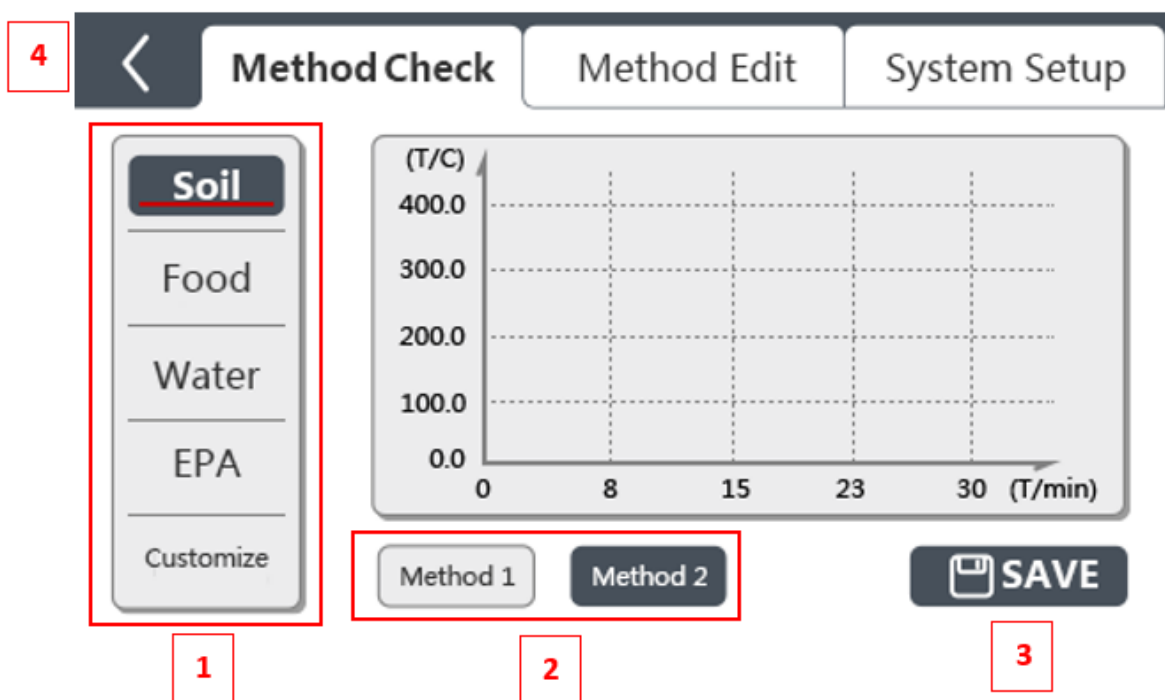 4
Method Check
Method Edit
System Setup
Soil
Food
Water
EPA
Customize
(T/C)
400.0
300.0
200.0
100.0
0.0
0 8 15 23 30 (T/min)
Method 1
Method 2
SAVE
1
2
3